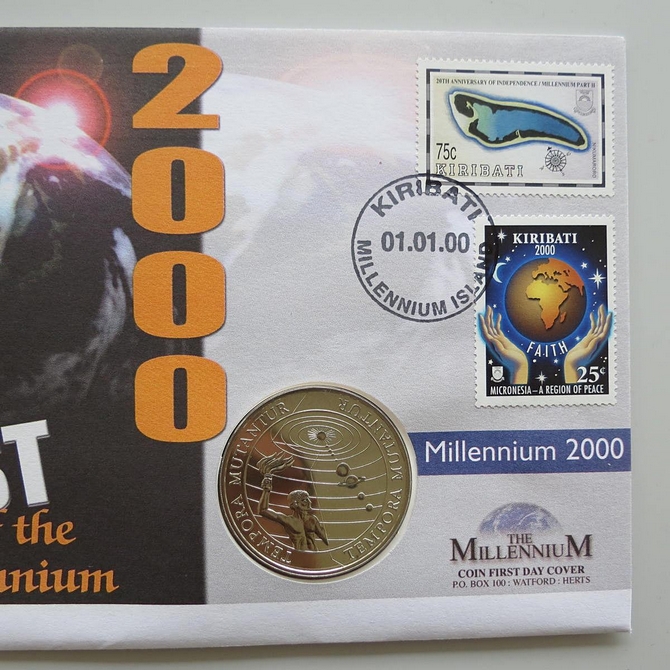 2000
ST
f the
nnium
20TH ANNIVERSARY OF INDEPENDENCE / MILLENNIUM PART II
NIKUMARORO
75c
KIRIBATI
KIRIBATI
01.01.00
MILLENNIUM ISLAND
KIRIBATI
2000
FAITH
25¢
MICRONESIA – A REGION OF PEACE
TEMPORA MUTANTUR
TEMPORA MUTANTUR
Millennium 2000
THE
MILLENNIUM
COIN FIRST DAY COVER
P.O. BOX 100 : WATFORD : HERTS